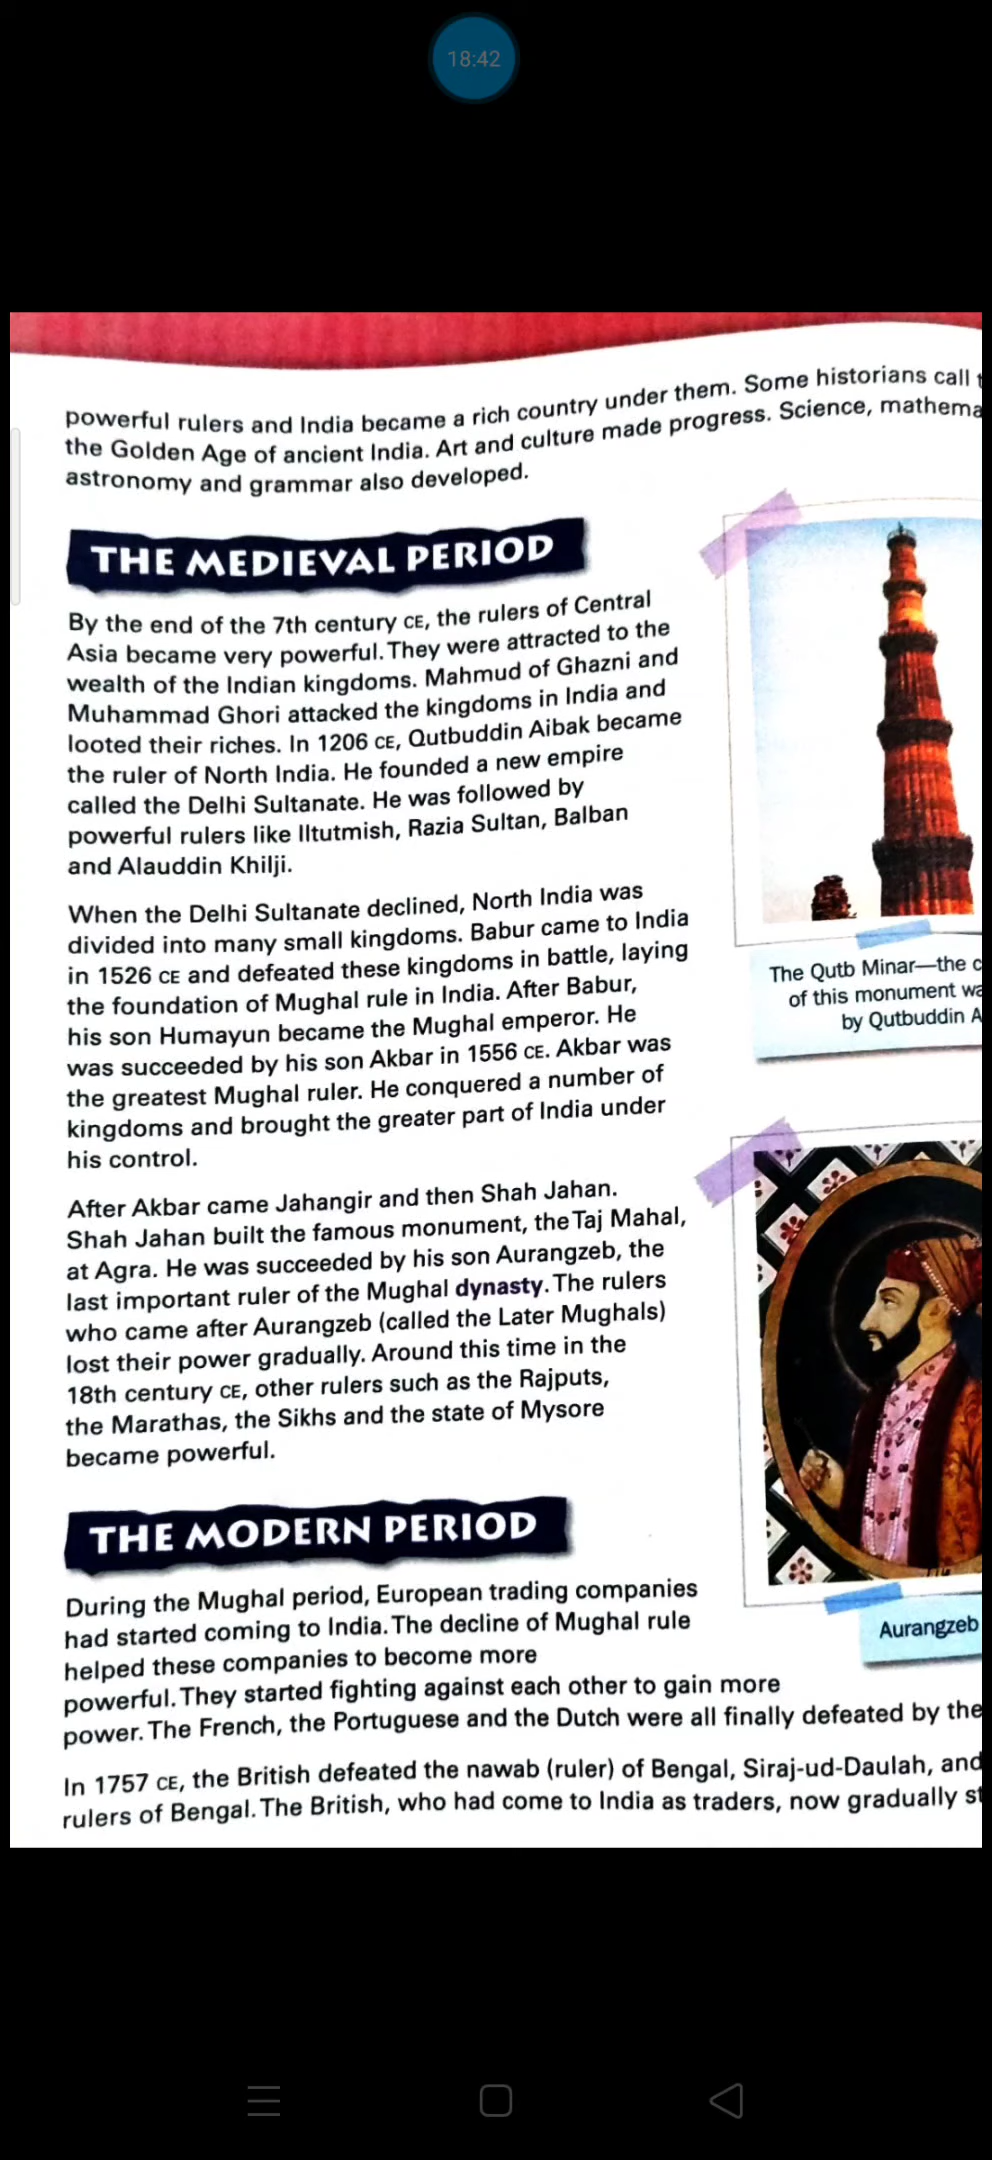 18:42
powerful rulers and India became a rich country under them. Some historians call
the Golden Age of ancient India. Art and culture made progress. Science, mathema
astronomy and grammar also developed.
THE MEDIEVAL PERIOD
By the end of the 7th century CE, the rulers of Central
Asia became very powerful. They were attracted to the
wealth of the Indian kingdoms. Mahmud of Ghazni and
Muhammad Ghori attacked the kingdoms in India and
looted their riches. In 1206 CE, Qutbuddin Aibak became
the ruler of North India. He founded a new empire
called the Delhi Sultanate. He was followed by
powerful rulers like Iltutmish, Razia Sultan, Balban
and Alauddin Khilji.
The Qutb Minar—the c
of this monument wa
by Qutbuddin A
When the Delhi Sultanate declined, North India was
divided into many small kingdoms. Babur came to India
in 1526 CE and defeated these kingdoms in battle, laying
the foundation of Mughal rule in India. After Babur,
his son Humayun became the Mughal emperor. He
was succeeded by his son Akbar in 1556 CE. Akbar was
the greatest Mughal ruler. He conquered a number of
kingdoms and brought the greater part of India under
his control.
After Akbar came Jahangir and then Shah Jahan.
Shah Jahan built the famous monument, the Taj Mahal,
at Agra. He was succeeded by his son Aurangzeb, the
last important ruler of the Mughal dynasty. The rulers
who came after Aurangzeb (called the Later Mughals)
lost their power gradually. Around this time in the
18th century CE, other rulers such as the Rajputs,
the Marathas, the Sikhs and the state of Mysore
became powerful.
Aurangzeb
THE MODERN PERIOD
During the Mughal period, European trading companies
had started coming to India. The decline of Mughal rule
helped these companies to become more
powerful. They started fighting against each other to gain more
power. The French, the Portuguese and the Dutch were all finally defeated by the
In 1757 CE, the British defeated the nawab (ruler) of Bengal, Siraj-ud-Daulah, and
rulers of Bengal. The British, who had come to India as traders, now gradually st